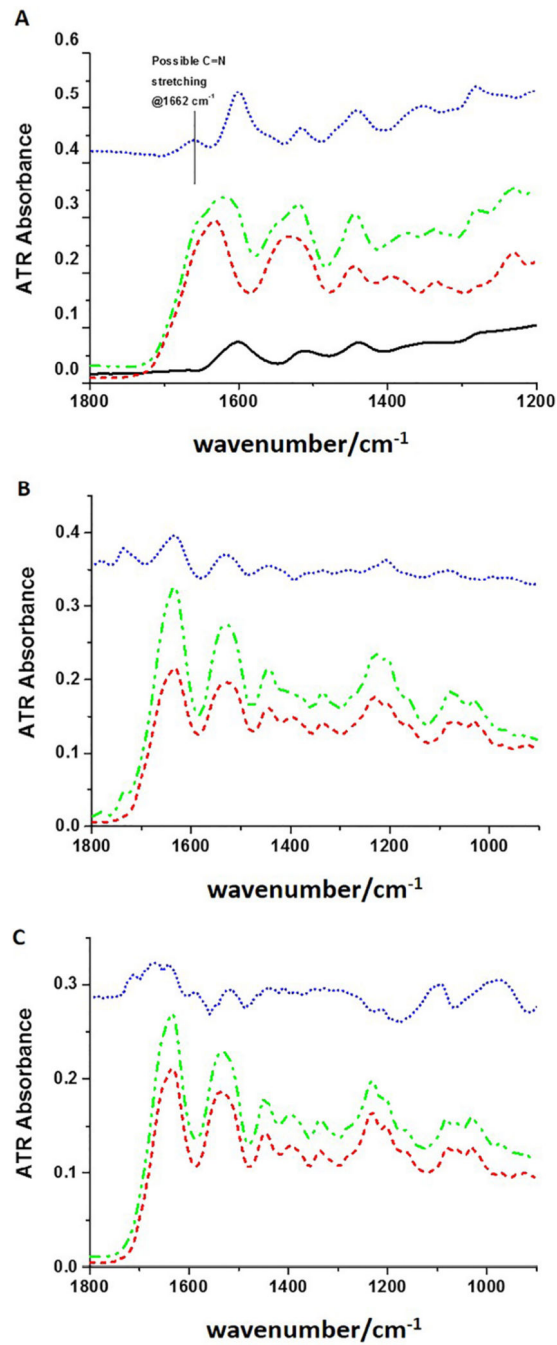 A
0.6
Possible C=N
stretching
@1662 cm-1
0.5
0.4
0.3
0.2
0.1
0.0
ATR Absorbance
1800 1600 1400 1200
wavenumber/cm-1
B
0.4
0.3
0.2
0.1
0.0
ATR Absorbance
1800 1600 1400 1200 1000
wavenumber/cm-1
C
0.3
0.2
0.1
0.0
ATR Absorbance
1800 1600 1400 1200 1000
wavenumber/cm-1